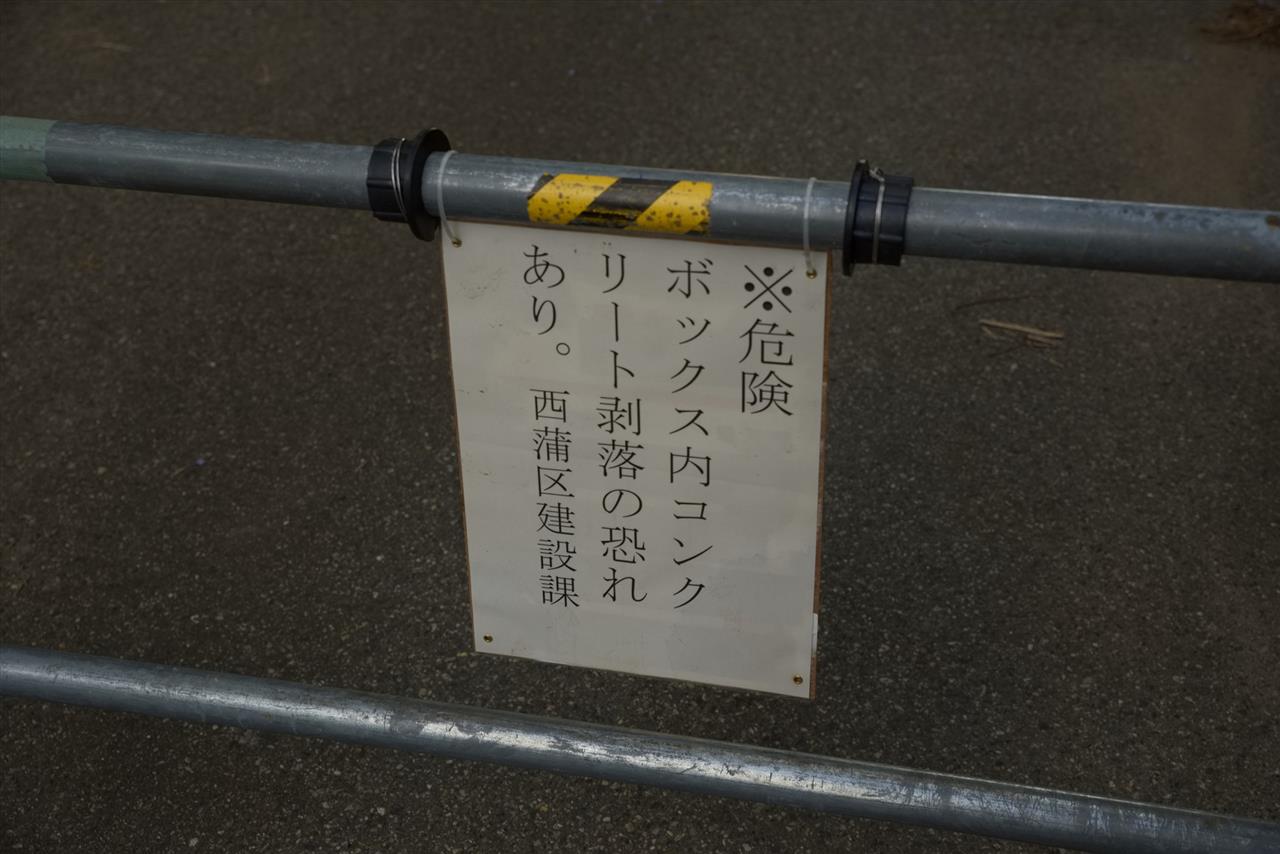 ※危険
ボックス内コンク
リート剥落の恐れ
あり。 西蒲区建設課